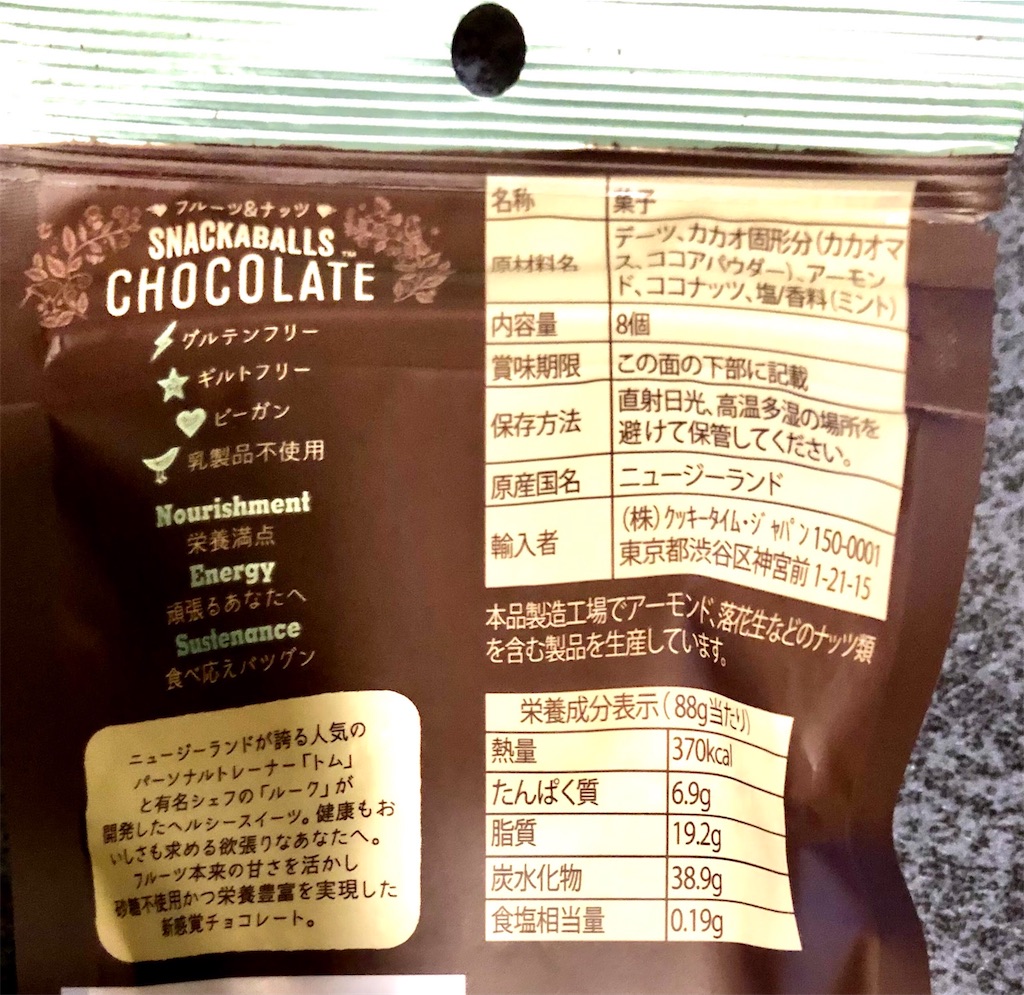 フルーツ&ナッツ
SNACKABALLS™
CHOCOLATE
グルテンフリー
ギルトフリー
ビーガン
乳製品不使用
Nourishment
栄養満点
Energy
頑張るあなたへ
Sustenance
食べ応えバツグン
ニュージーランドが誇る人気の
パーソナルトレーナー「トム」
と有名シェフの「ルーク」が
開発したヘルシースイーツ。健康もお
いしさも求める欲張りなあなたへ。
フルーツ本来の甘さを活かし
砂糖不使用かつ栄養豊富を実現した
新感覚チョコレート。
名称 菓子
原材料名 デーツ、カカオ固形分(カカオマ
ス、ココアパウダー)、アーモン
ド、ココナッツ、塩/香料(ミント)
内容量 8個
賞味期限 この面の下部に記載
保存方法 直射日光、高温多湿の場所を
避けて保管してください。
原産国名 ニュージーランド
輸入者 (株)クッキータイム・ジャパン 150-0001
東京都渋谷区神宮前 1-21-15
本品製造工場でアーモンド、落花生などのナッツ類
を含む製品を生産しています。
栄養成分表示(88g当たり)
熱量 370kcal
たんぱく質 6.9g
脂質 19.2g
炭水化物 38.9g
食塩相当量 0.19g